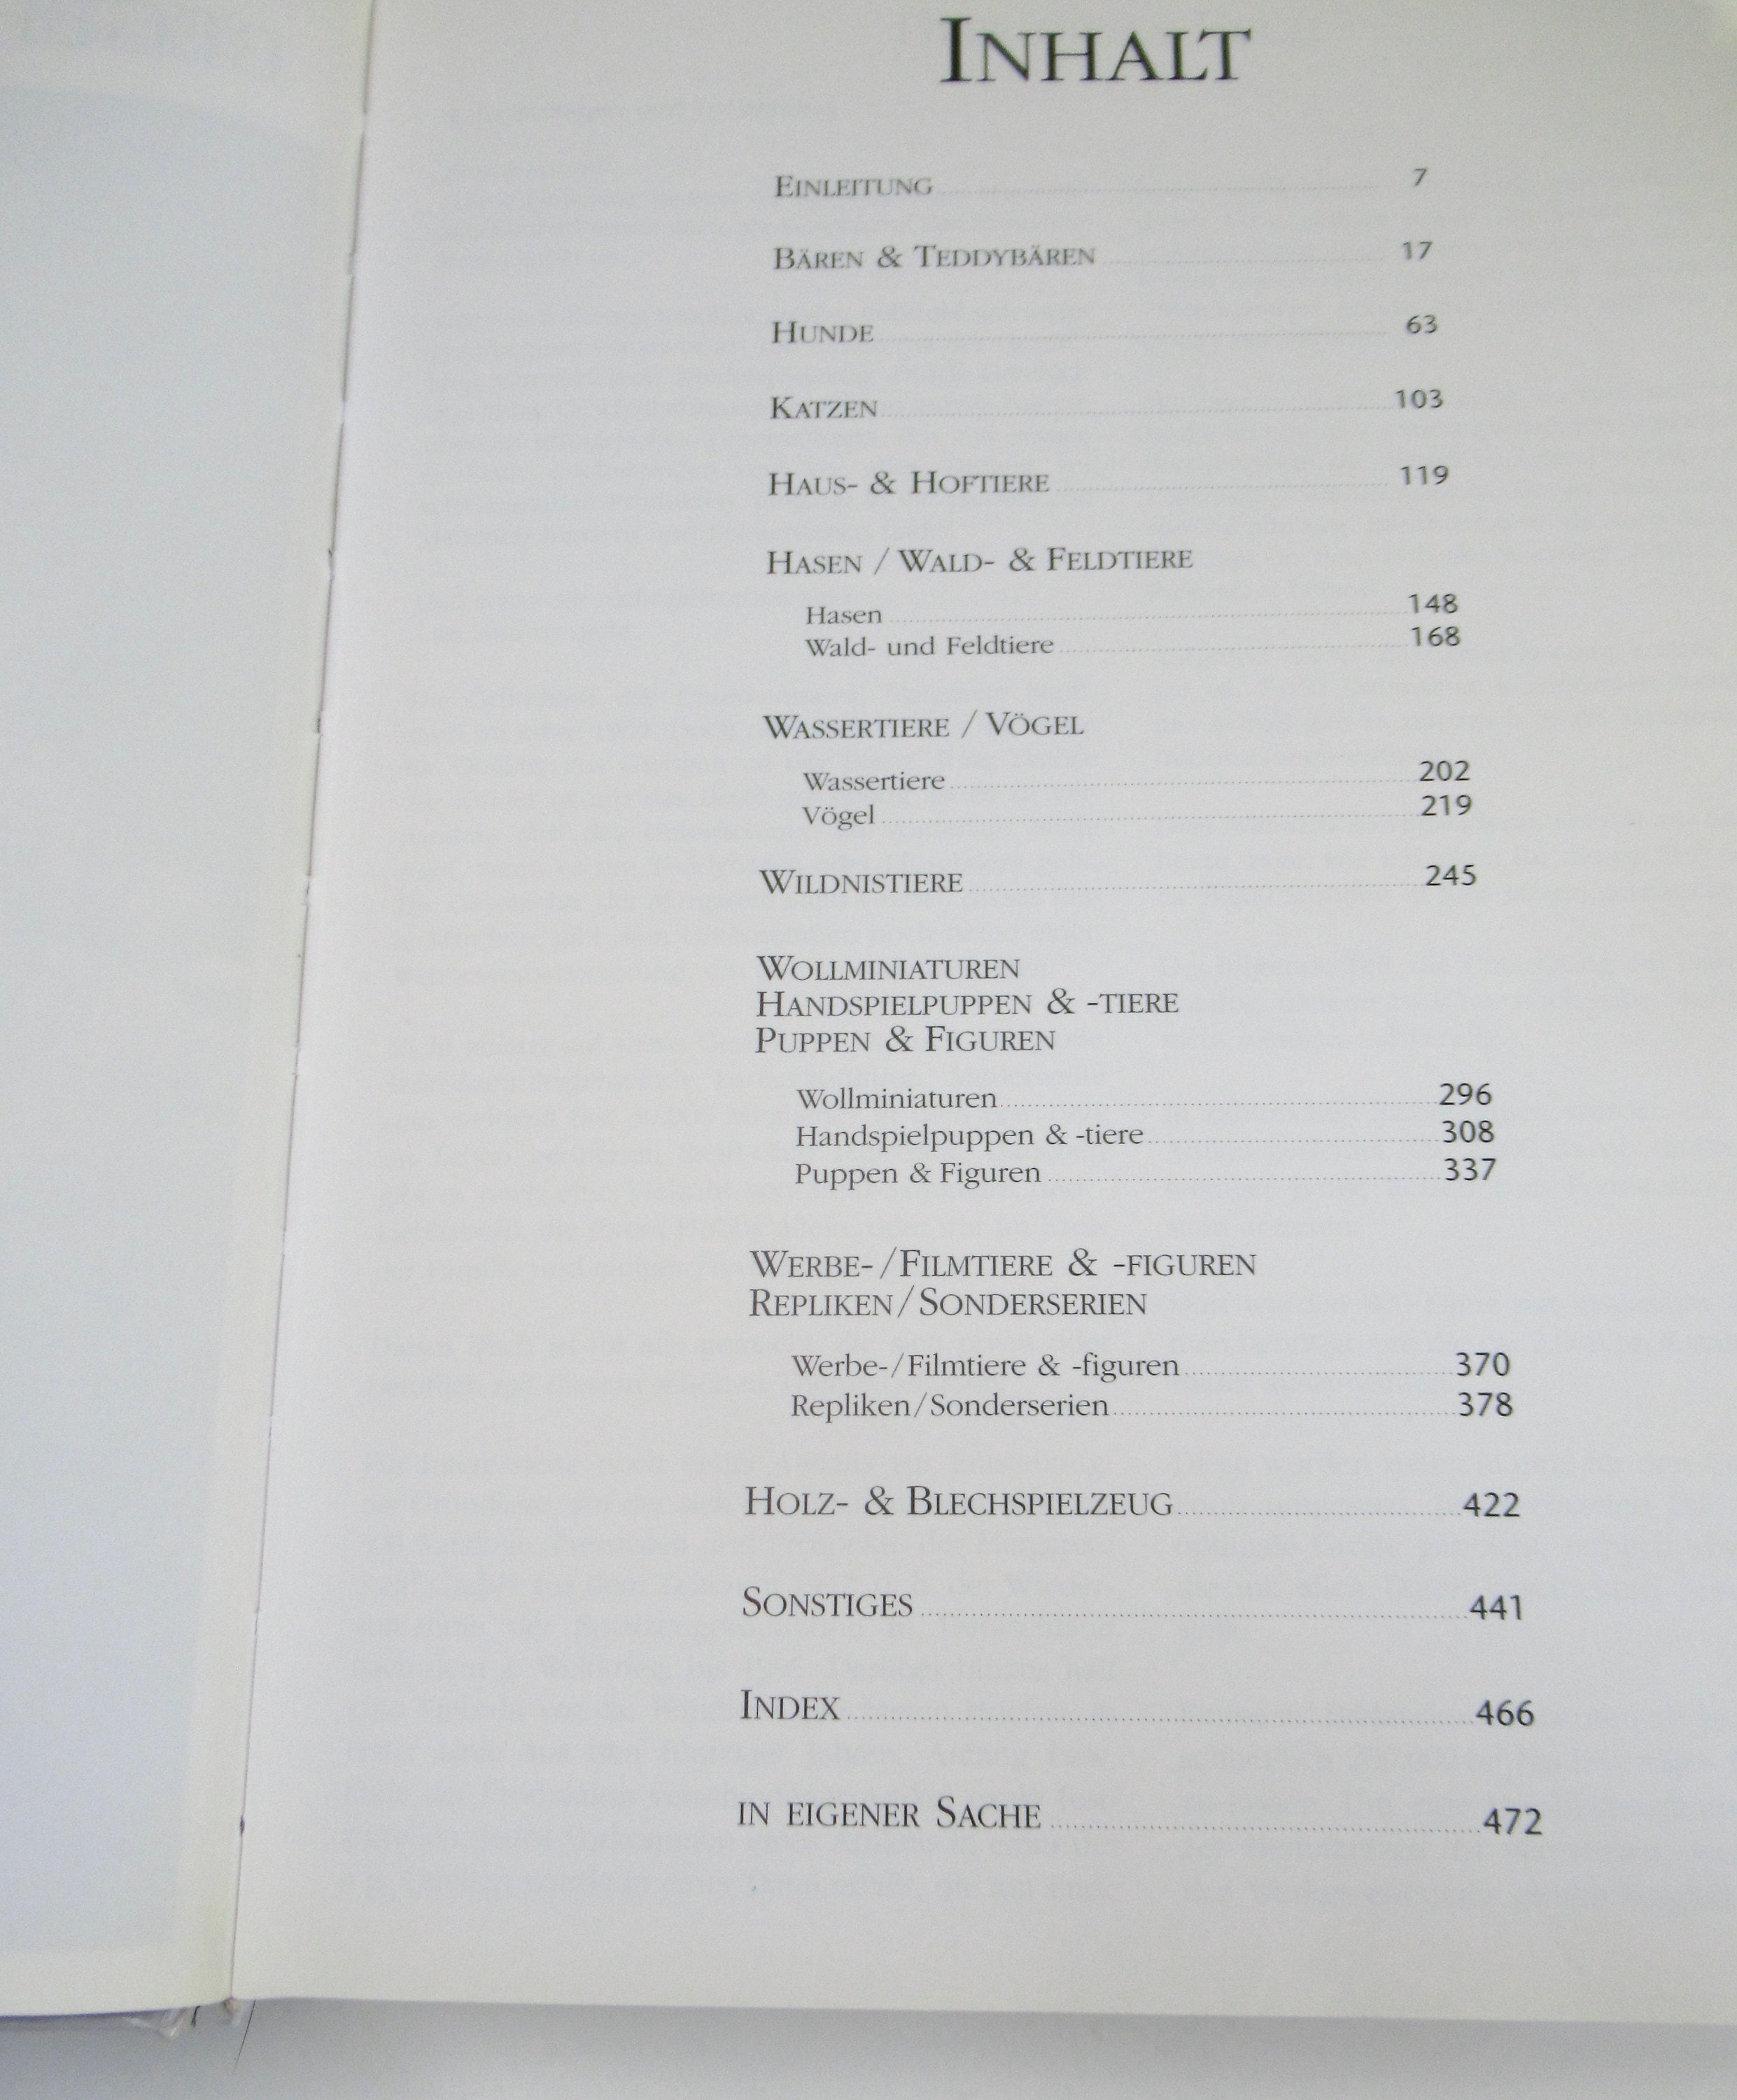 INHALT
EINLEITUNG 7
BÄREN & TEDDYBÄREN 17
HUNDE 63
KATZEN 103
HAUS- & HOFTIERE 119
HASEN / WALD- & FELDTIERE
Hasen 148
Wald- und Feldtiere 168
WASSERTIERE / VÖGEL
Wassertiere 202
Vögel 219
WILDNISTIERE 245
WOLLMINIATUREN
HANDSPIELPUPPEN & -TIERE
PUPPEN & FIGUREN
Wollminiaturen 296
Handspielpuppen & -tiere 308
Puppen & Figuren 337
WERBE-/FILMTIERE & -FIGUREN
REPLIKEN/SONDERSERIEN
Werbe-/Filmtiere & -figuren 370
Repliken/Sonderserien 378
HOLZ- & BLECHSPIELZEUG 422
SONSTIGES 441
INDEX 466
IN EIGENER SACHE 472